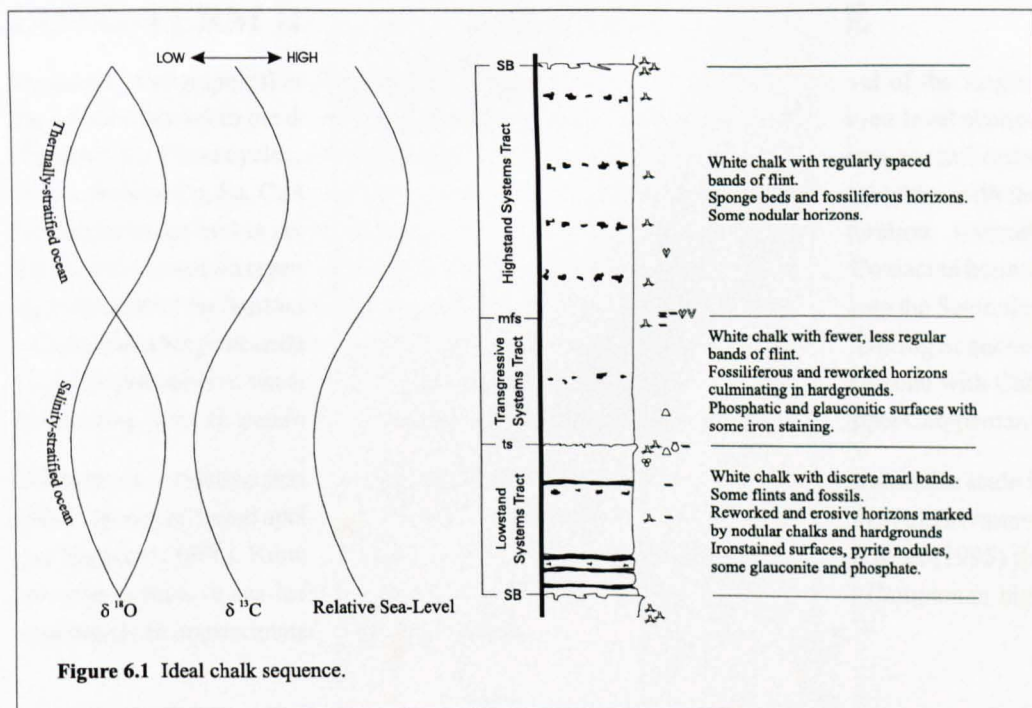 LOW HIGH
Thermally-stratified ocean
Salinity-stratified ocean
δ 18O
δ 13C
Relative Sea-Level
SB
Highstand Systems Tract
mfs
Transgressive
Systems Tract
ts
Lowstand
Systems Tract
SB
White chalk with regularly spaced
bands of flint.
Sponge beds and fossiliferous horizons.
Some nodular horizons.
White chalk with fewer, less regular
bands of flint.
Fossiliferous and reworked horizons
culminating in hardgrounds.
Phosphatic and glauconitic surfaces with
some iron staining.
White chalk with discrete marl bands.
Some flints and fossils.
Reworked and erosive horizons marked
by nodular chalks and hardgrounds
Ironstained surfaces, pyrite nodules,
some glauconite and phosphate.
Figure 6.1 Ideal chalk sequence.